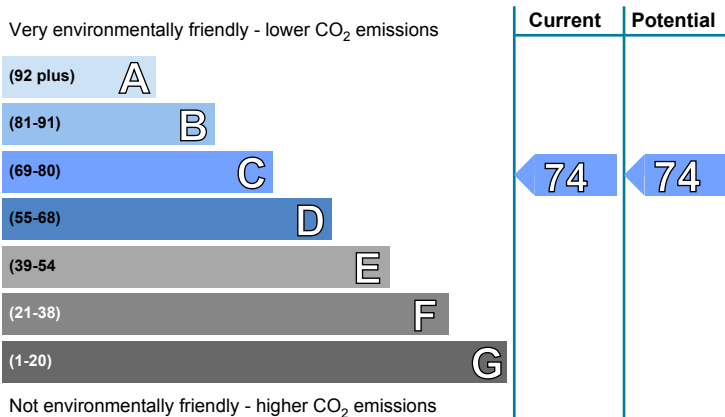 Very environmentally friendly - lower CO₂ emissions
Current Potential
(92 plus) A
(81-91) B
(69-80) C 74 74
(55-68) D
(39-54 E
(21-38) F
(1-20) G
Not environmentally friendly - higher CO₂ emissions